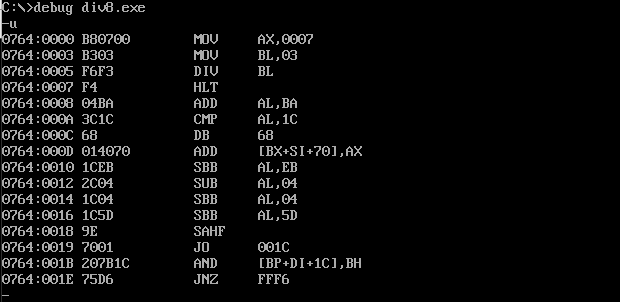 C:\>debug div8.exe
-u
0764:0000 B80700 MOV AX,0007
0764:0003 B303 MOV BL,03
0764:0005 F6F3 DIV BL
0764:0007 F4 HLT
0764:0008 04BA ADD AL,BA
0764:000A 3C1C CMP AL,1C
0764:000C 68 DB 68
0764:000D 014070 ADD [BX+SI+70],AX
0764:0010 1CEB SBB AL,EB
0764:0012 2C04 SUB AL,04
0764:0014 1C04 SBB AL,04
0764:0016 1C5D SBB AL,5D
0764:0018 9E SAHF
0764:0019 7001 JO 001C
0764:001B 207B1C AND [BP+DI+1C],BH
0764:001E 75D6 JNZ FFF6
-